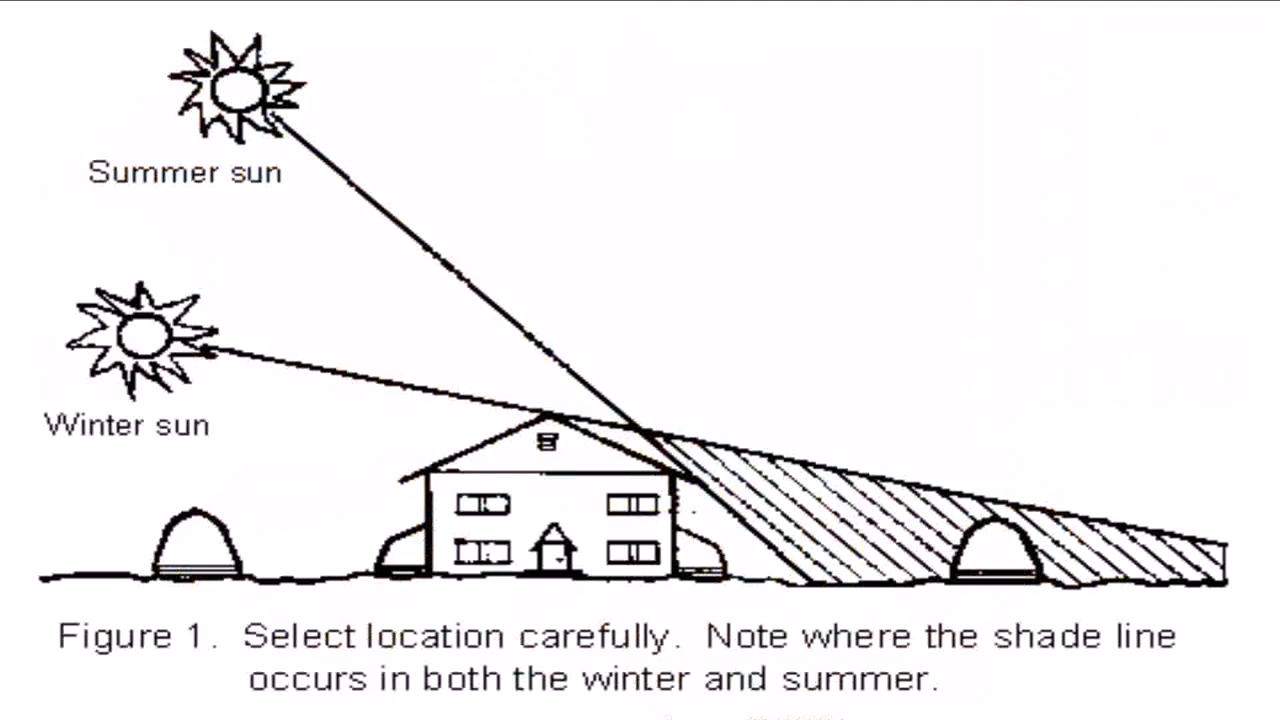 Summer sun
Winter sun
Figure 1. Select location carefully. Note where the shade line
occurs in both the winter and summer.